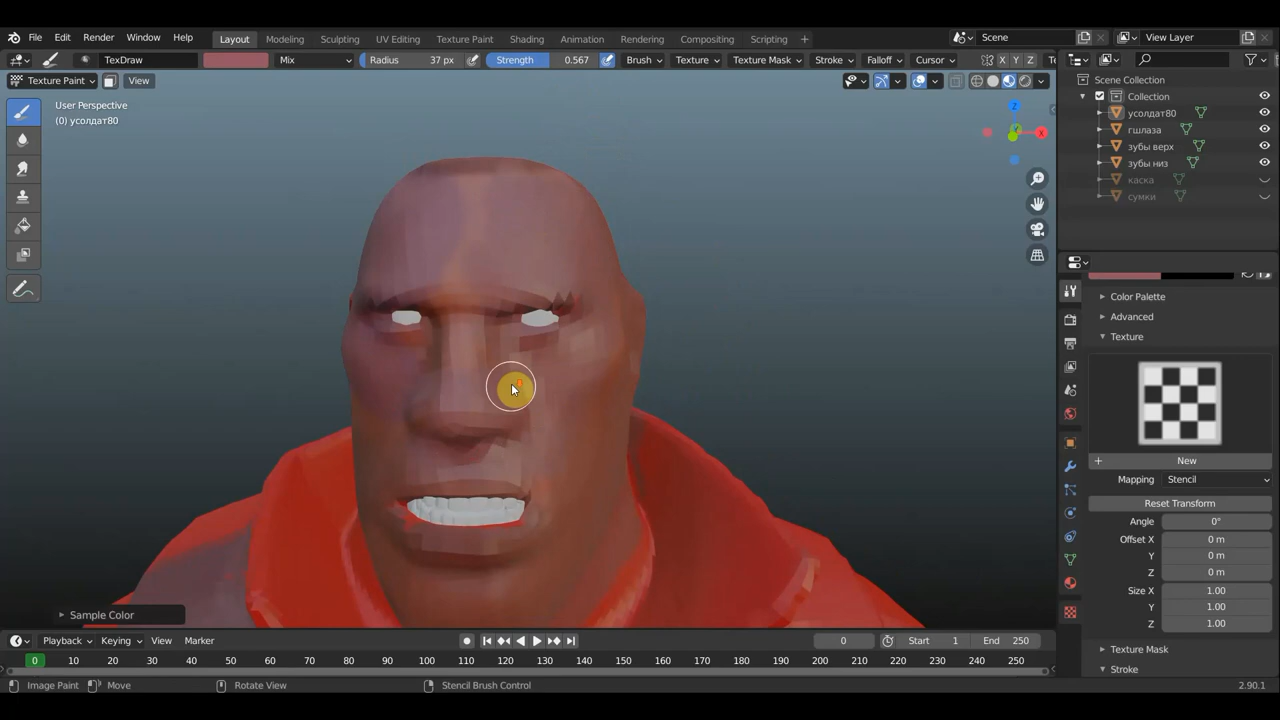 File Edit Render Window Help Layout Modeling Sculpting UV Editing Texture Paint Shading Animation Rendering Compositing Scripting + Scene View Layer
TexDraw Mix Radius 37 px Strength 0.567 Brush Texture Texture Mask Stroke Falloff Cursor X Y Z
Texture Paint View
User Perspective
(0) усолдат80
Z
X
Scene Collection
Collection
усолдат80
гшлаза
зубы верх
зубы низ
каска
сумки
Color Palette
Advanced
Texture
+ New
Mapping Stencil
Reset Transform
Angle 0°
Offset X 0 m
Y 0 m
Z 0 m
Size X 1.00
Y 1.00
Z 1.00
Texture Mask
Stroke
Sample Color
Playback Keying View Marker 0 Start 1 End 250
0 10 20 30 40 50 60 70 80 90 100 110 120 130 140 150 160 170 180 190 200 210 220 230 240 250
Image Paint Move Rotate View Stencil Brush Control 2.90.1